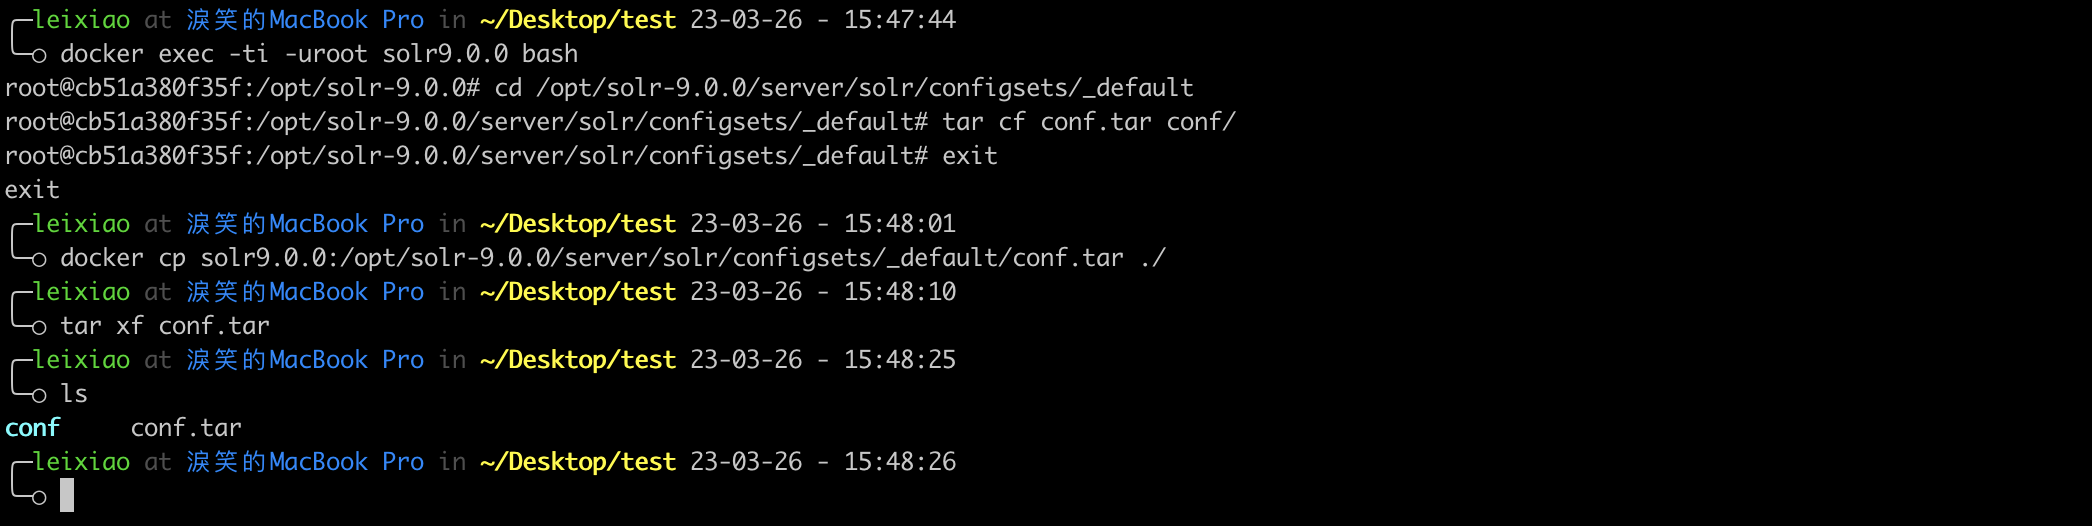 leixiao at 淚笑的MacBook Pro in ~/Desktop/test 23-03-26 - 15:47:44
docker exec -ti -uroot solr9.0.0 bash
root@cb51a380f35f:/opt/solr-9.0.0# cd /opt/solr-9.0.0/server/solr/configsets/_default
root@cb51a380f35f:/opt/solr-9.0.0/server/solr/configsets/_default# tar cf conf.tar conf/
root@cb51a380f35f:/opt/solr-9.0.0/server/solr/configsets/_default# exit
exit
leixiao at 淚笑的MacBook Pro in ~/Desktop/test 23-03-26 - 15:48:01
docker cp solr9.0.0:/opt/solr-9.0.0/server/solr/configsets/_default/conf.tar ./
leixiao at 淚笑的MacBook Pro in ~/Desktop/test 23-03-26 - 15:48:10
tar xf conf.tar
leixiao at 淚笑的MacBook Pro in ~/Desktop/test 23-03-26 - 15:48:25
ls
conf     conf.tar
leixiao at 淚笑的MacBook Pro in ~/Desktop/test 23-03-26 - 15:48:26